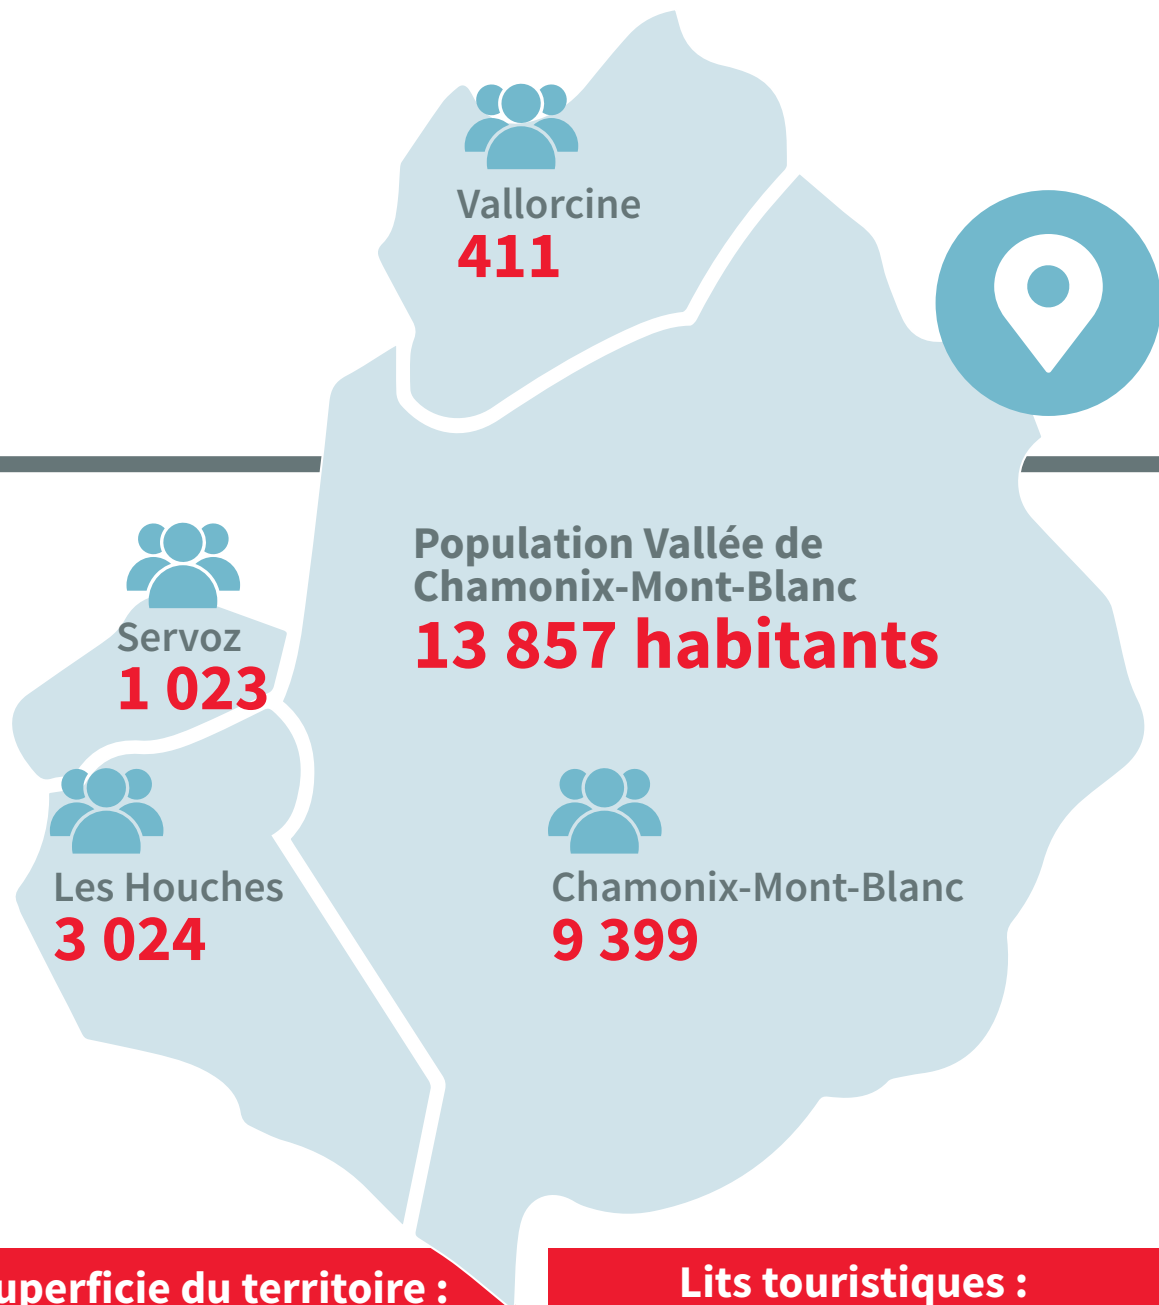 Vallorcine
411
Population Vallée de
Chamonix-Mont-Blanc
13 857 habitants
Servoz
1 023
Les Houches
3 024
Chamonix-Mont-Blanc
9 399
uperficie du territoire :
Lits touristiques :